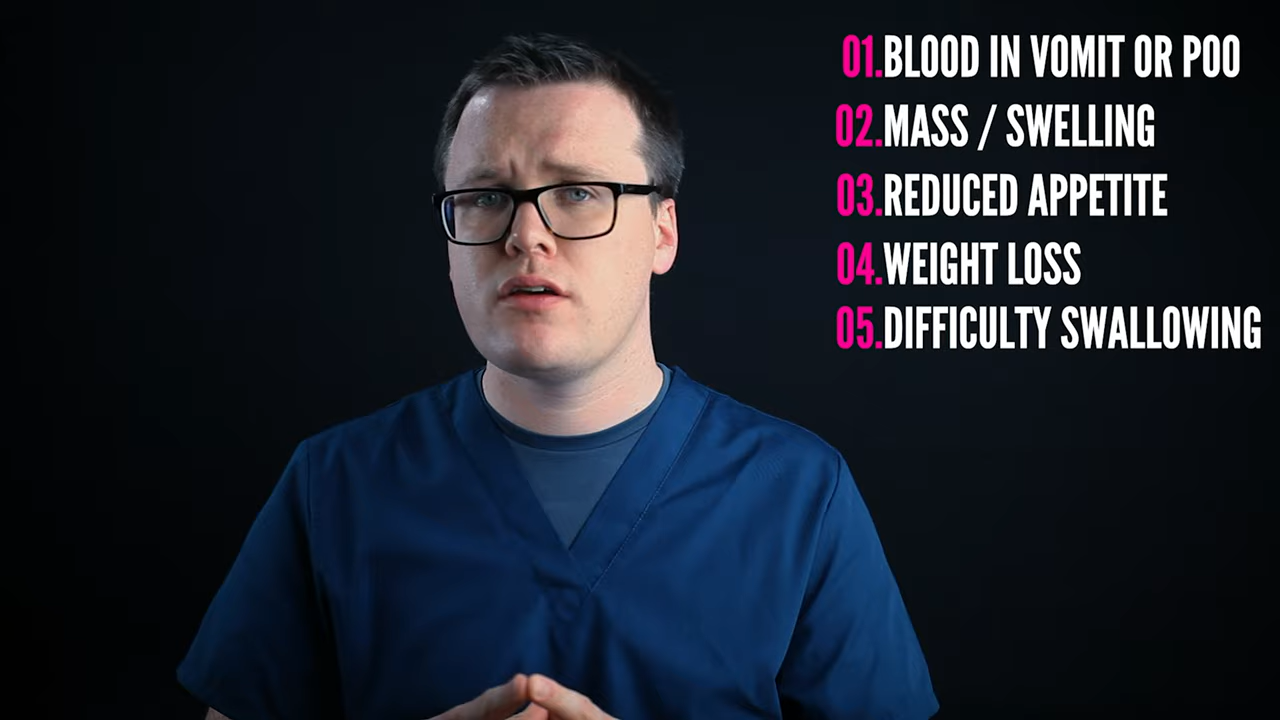 01.BLOOD IN VOMIT OR POO
02.MASS / SWELLING
03.REDUCED APPETITE
04.WEIGHT LOSS
05.DIFFICULTY SWALLOWING